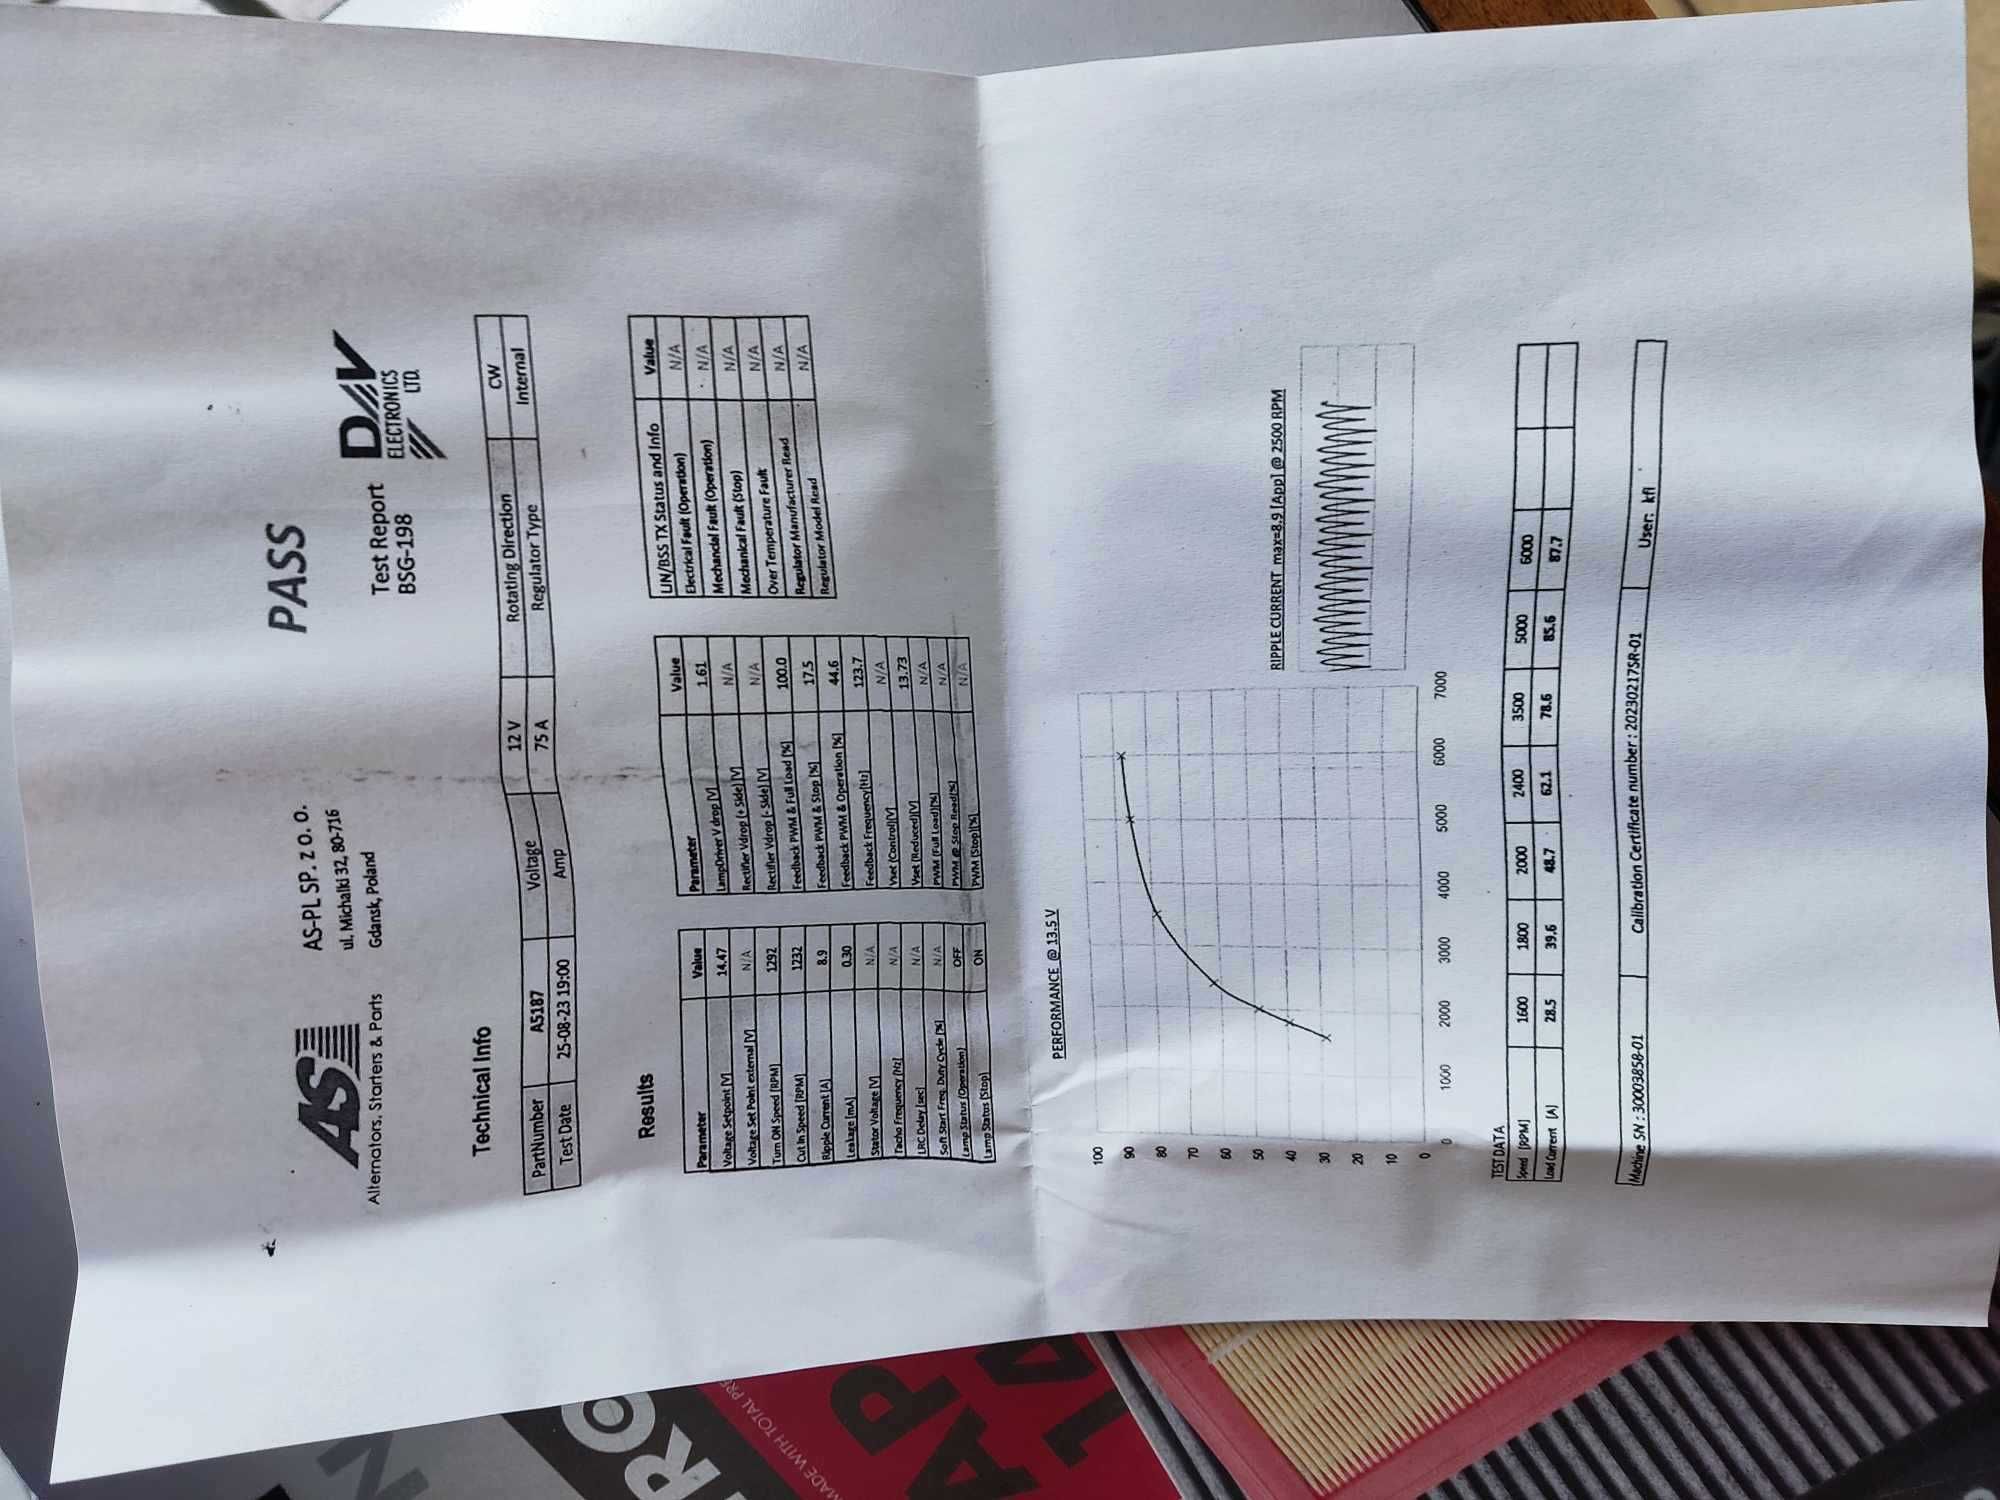 PASS
AS
Alternators, Starters & Parts
AS-PL SP. Z O. O.
ul. Michalki 32, 80-716
Gdansk, Poland
Test Report
BSG-198
DV
ELECTRONICS
LTD.
Technical Info
PartNumber A5187 Voltage 12 V Rotating Direction CW
Test Date 25-08-23 19:00 Amp 75 A Regulator Type Internal
Results
Parameter Value
Voltage Setpoint [V] 14.47
Voltage Set Point external [V] N/A
Turn ON Speed [RPM] 1292
Cut In Speed [RPM] 1232
Ripple Current [A] 8.9
Leakage [mA] 0.30
Stator Voltage [V] N/A
Tacho Frequency [Hz] N/A
LRC Delay [sec] N/A
Soft Start Freq. Duty Cycle [%] N/A
Lamp Status (Operation) OFF
Lamp Status (Stop) ON
Parameter Value
LampDriver V drop [V] 1.61
Rectifier Vdrop (+ Side) [V] N/A
Rectifier Vdrop (- Side) [V] N/A
Feedback PWM & Full Load [%] 100.0
Feedback PWM & Stop [%] 17.5
Feedback PWM & Operation [%] 44.6
Feedback Frequency[Hz] 123.7
Vset (Control)[V] N/A
Vset (Reduced)[V] 13.73
PWM (Full Load)[%] N/A
PWM @ Stop Read[%] N/A
PWM (Stop)[%] N/A
LIN/BSS TX Status and Info Value
Electrical Fault (Operation) N/A
Mechancial Fault (Operation) N/A
Mechanical Fault (Stop) N/A
Over Temperature Fault N/A
Regulator Manufacturer Read N/A
Regulator Model Read N/A
PERFORMANCE @ 13.5 V
100
90
80
70
60
50
40
30
20
10
0
0 1000 2000 3000 4000 5000 6000 7000
RIPPLE CURRENT max=8.9 [App] @ 2500 RPM
TEST DATA
Speed [RPM] 1600 1800 2000 2400 3500 5000 6000
Load Current [A] 28.5 39.6 48.7 62.1 78.6 85.6 87.7
Machine SN : 30003858-01 Calibration Certificate number : 20230217SR-01 User: kfl
RO
MADE WITH TOTAL PRE
AP
14